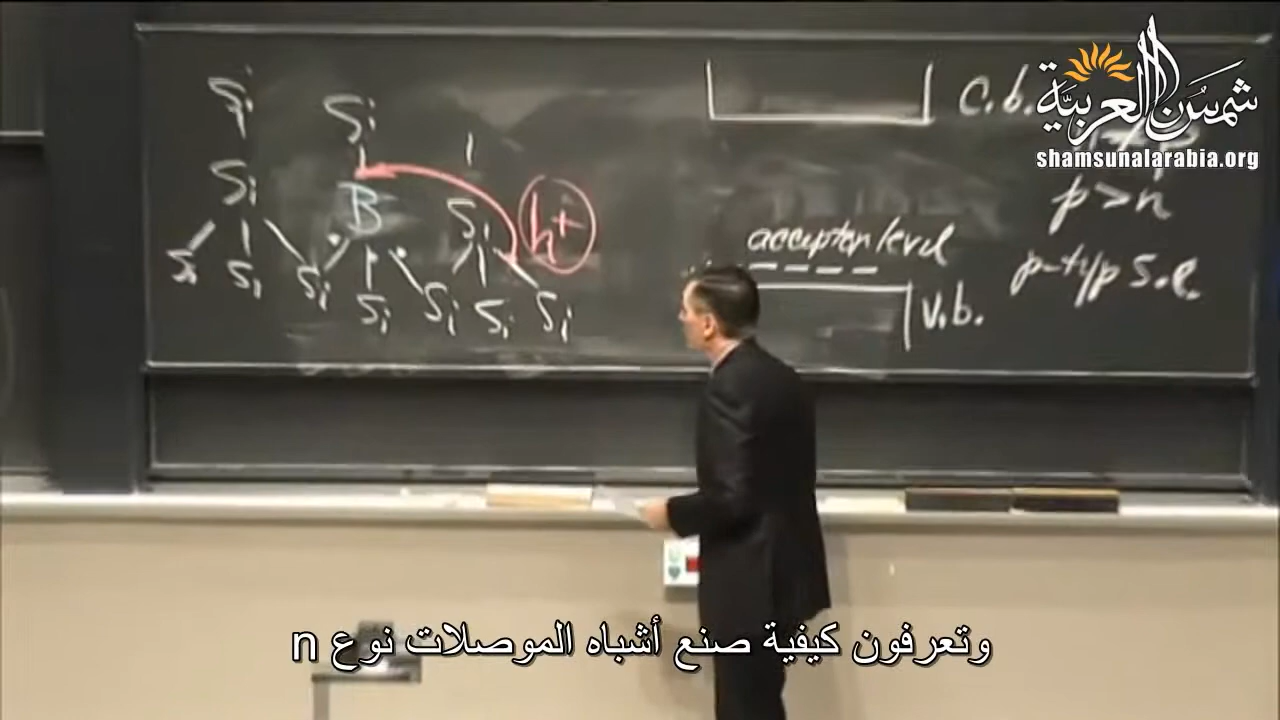 Si Si
Si B Si h+
Si Si Si Si Si Si Si
c.b.
p>n
acceptor level
p-typ S.C.
v.b.
شمس العربية
shamsunalarabia.org
وتعرفون كيفية صنع أشباه الموصلات نوع n